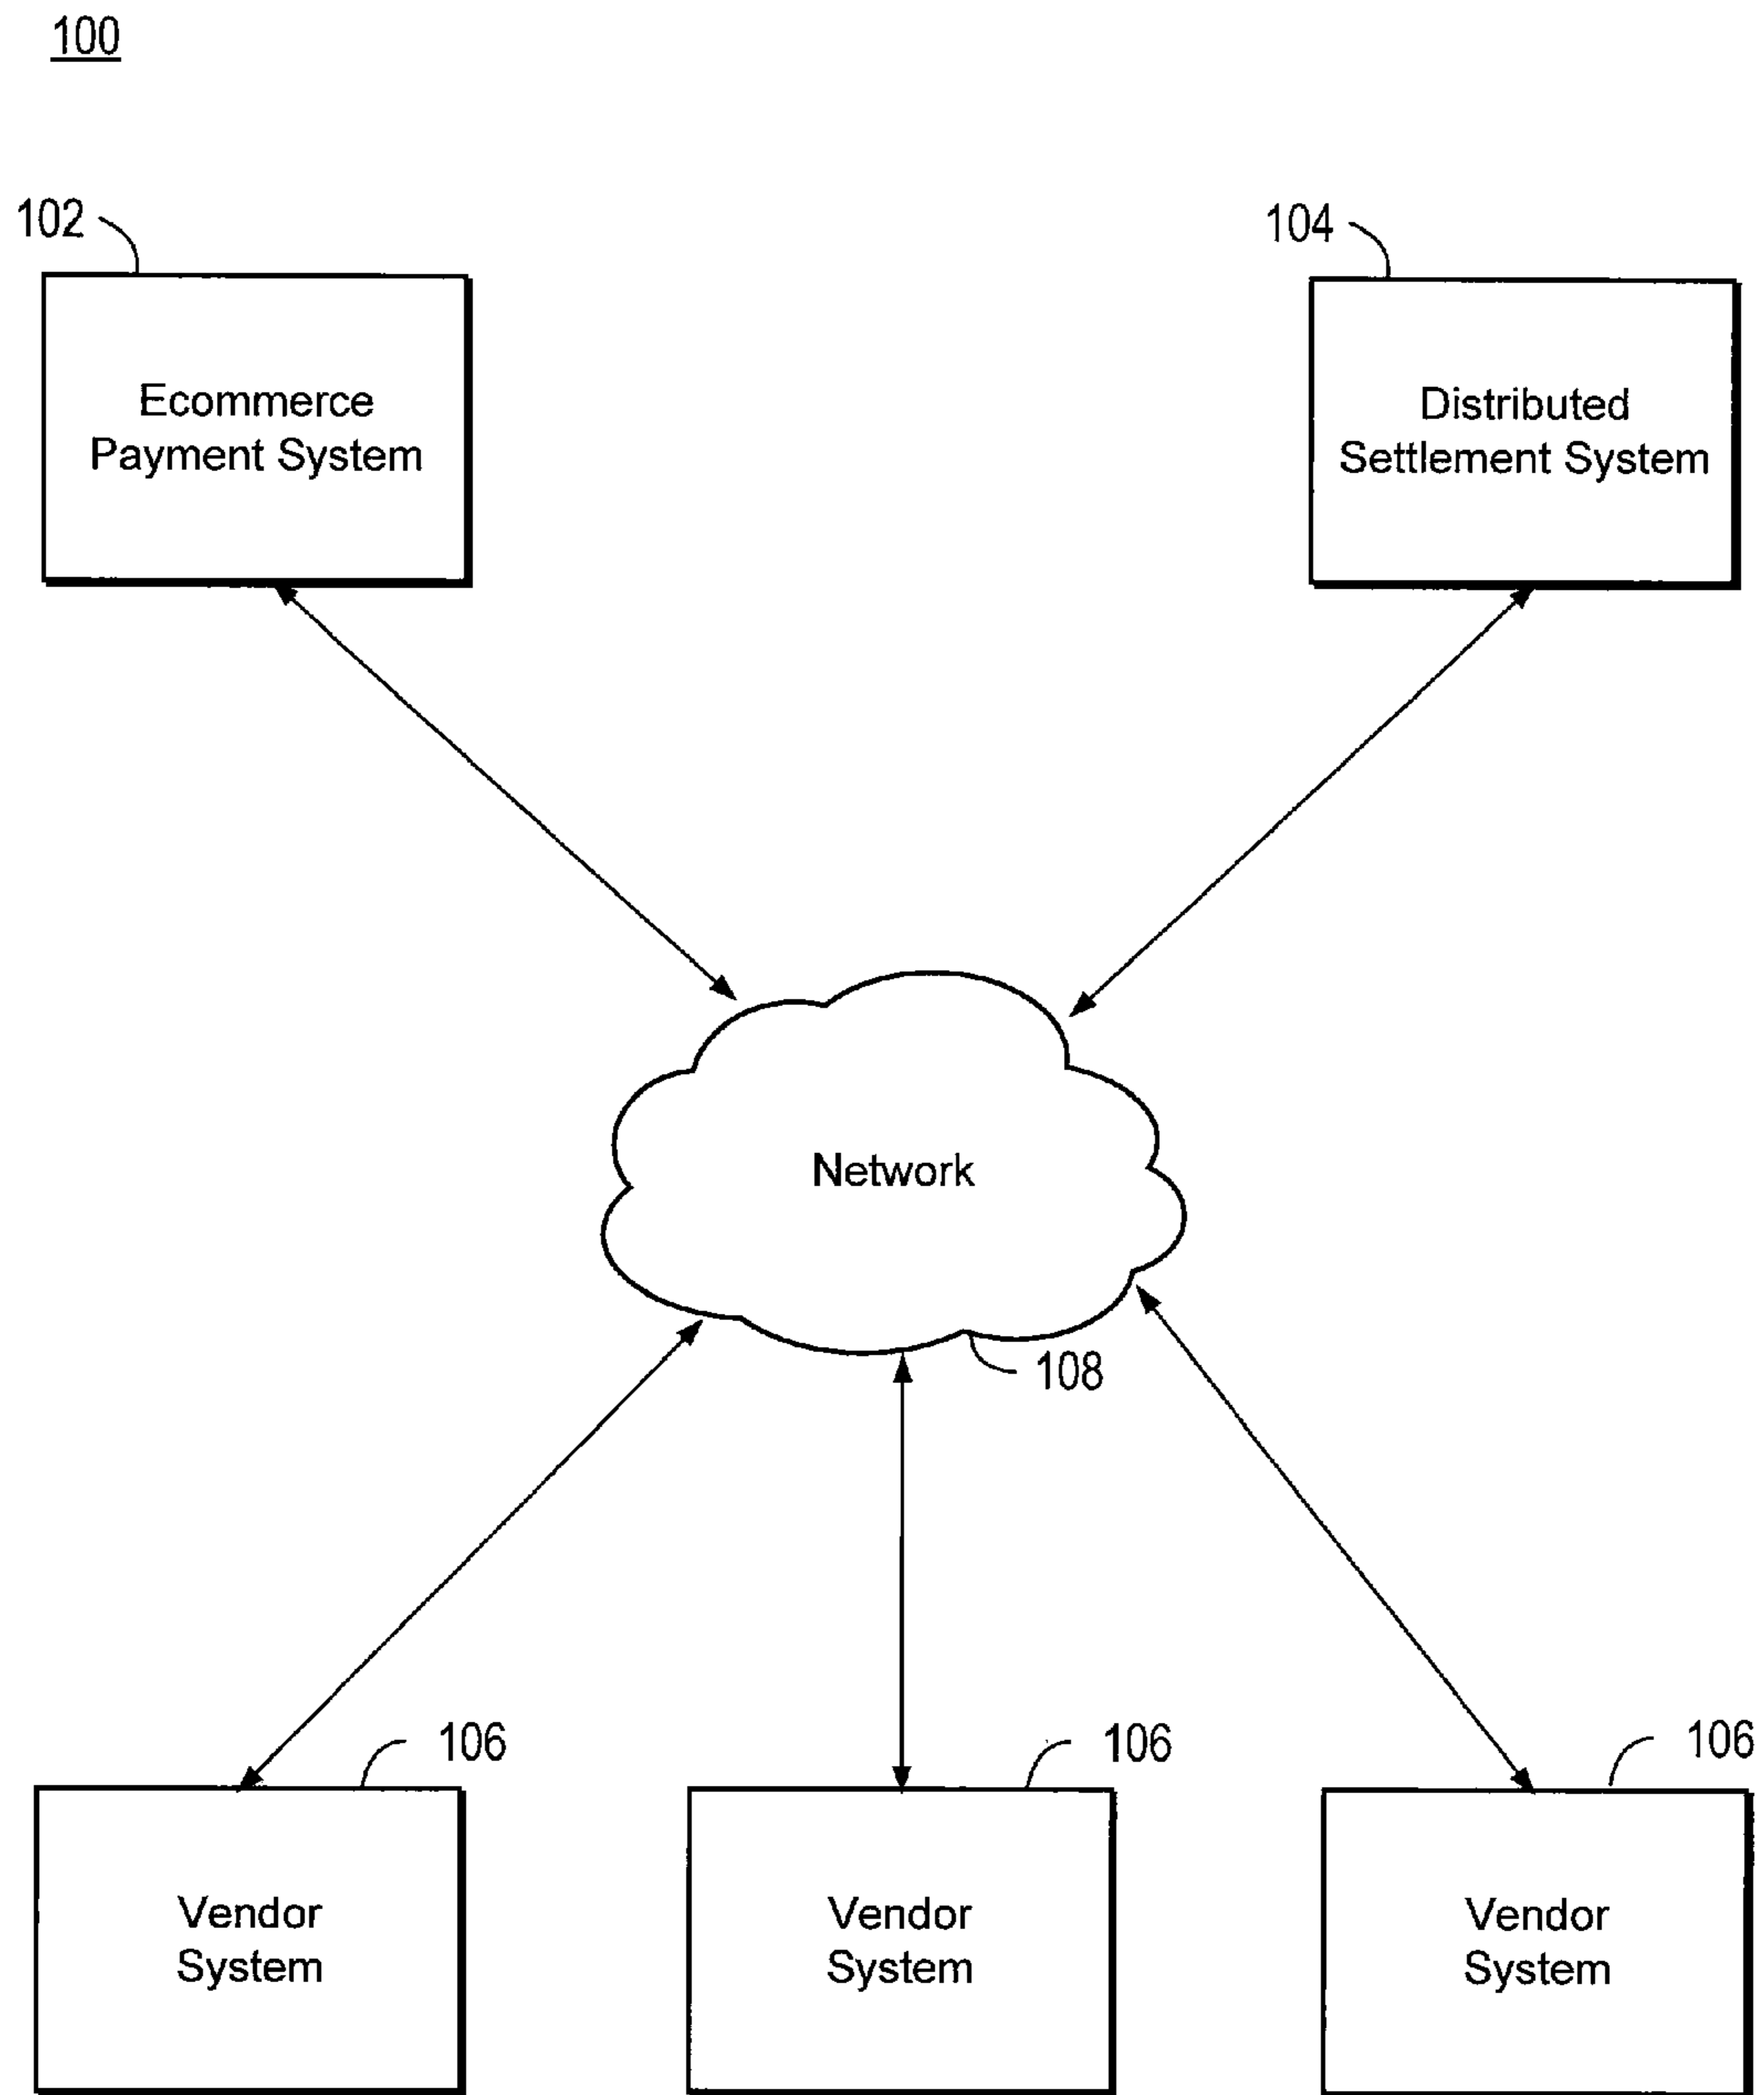 100
102
104
Ecommerce
Payment System
Distributed
Settlement System
Network
108
106
106
106
Vendor
System
Vendor
System
Vendor
System